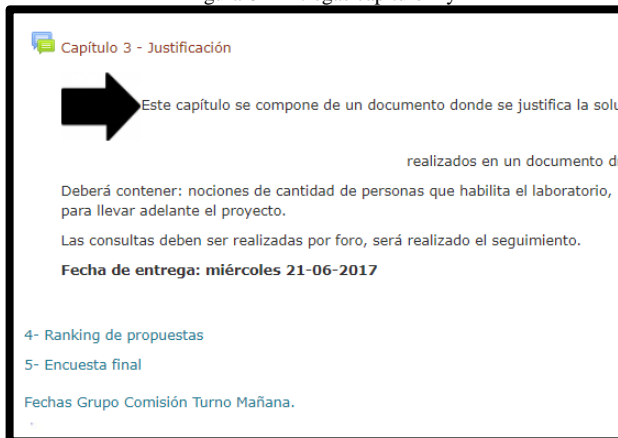 Capítulo 3 - Justificación
Este capítulo se compone de un documento donde se justifica la solu
realizados en un documento d
Deberá contener: nociones de cantidad de personas que habilita el laboratorio,
para llevar adelante el proyecto.
Las consultas deben ser realizadas por foro, será realizado el seguimiento.
Fecha de entrega: miércoles 21-06-2017
4- Ranking de propuestas
5- Encuesta final
Fechas Grupo Comisión Turno Mañana.